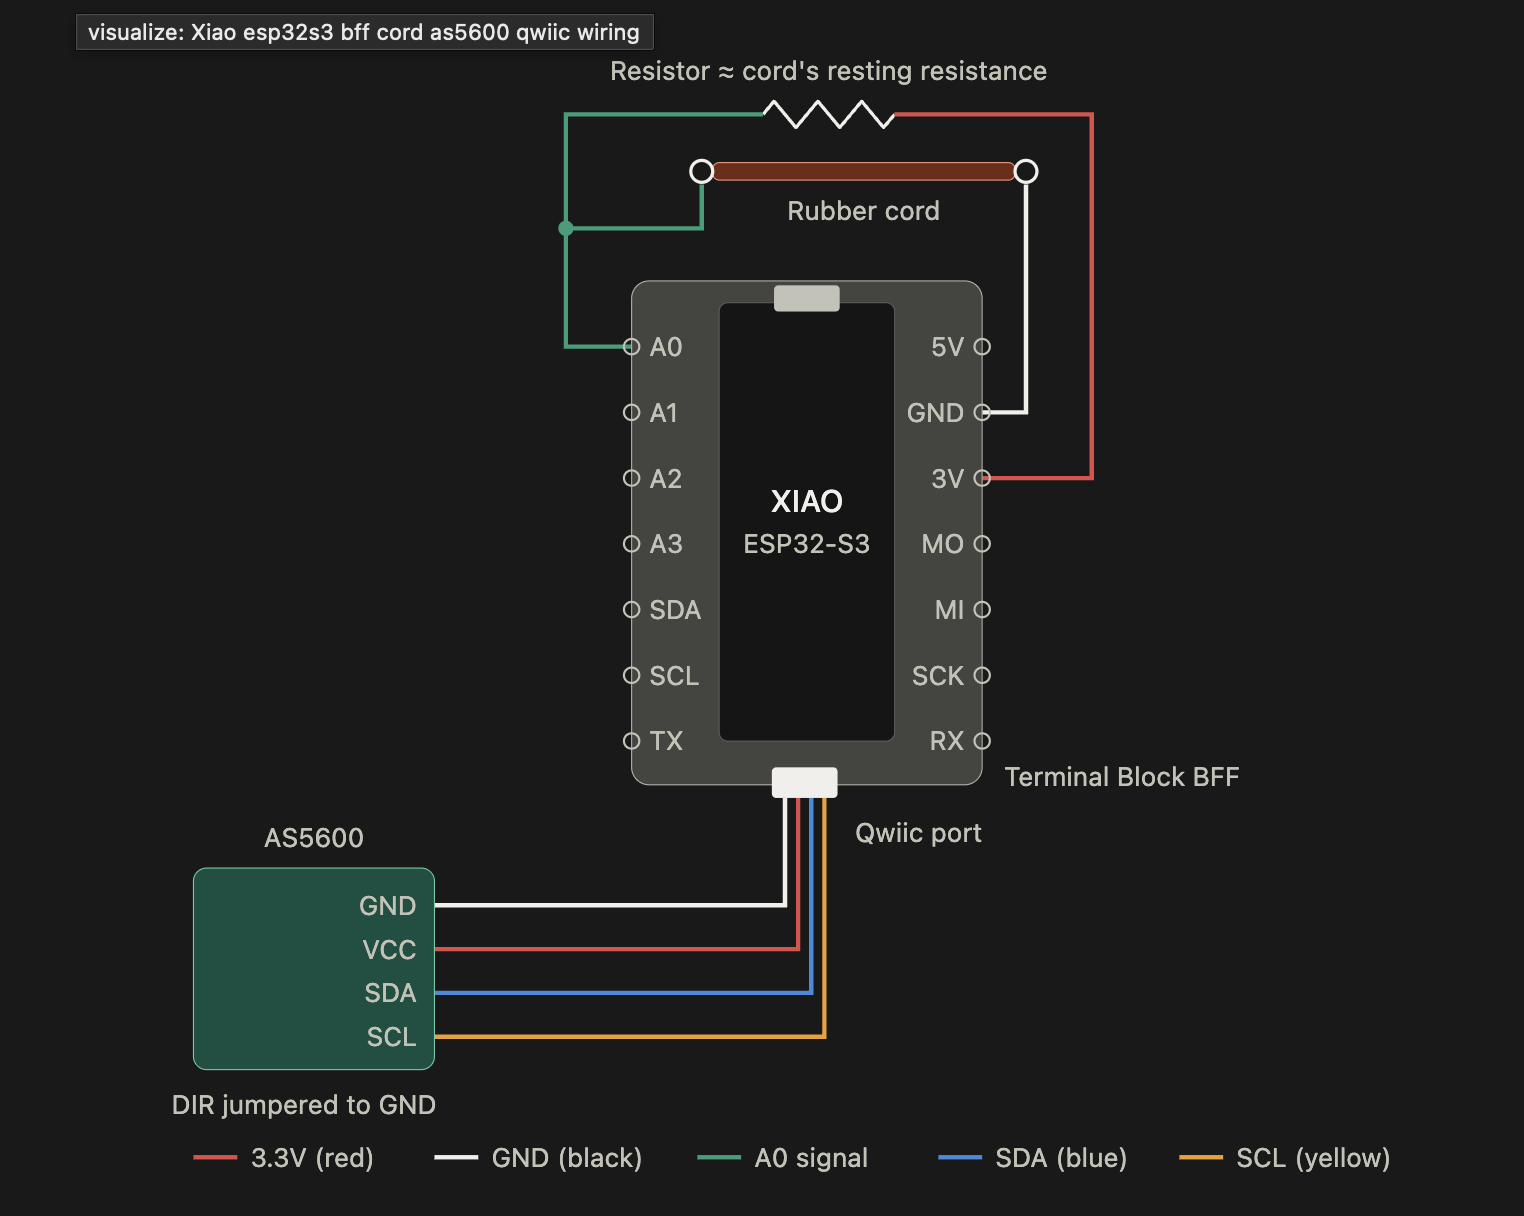 visualize: Xiao esp32s3 bff cord as5600 qwiic wiring
Resistor ≈ cord's resting resistance
Rubber cord
A0
5V
A1
GND
A2
3V
XIAO
A3
ESP32-S3
MO
SDA
MI
SCL
SCK
TX
RX
Terminal Block BFF
Qwiic port
AS5600
GND
VCC
SDA
SCL
DIR jumpered to GND
3.3V (red)
GND (black)
A0 signal
SDA (blue)
SCL (yellow)